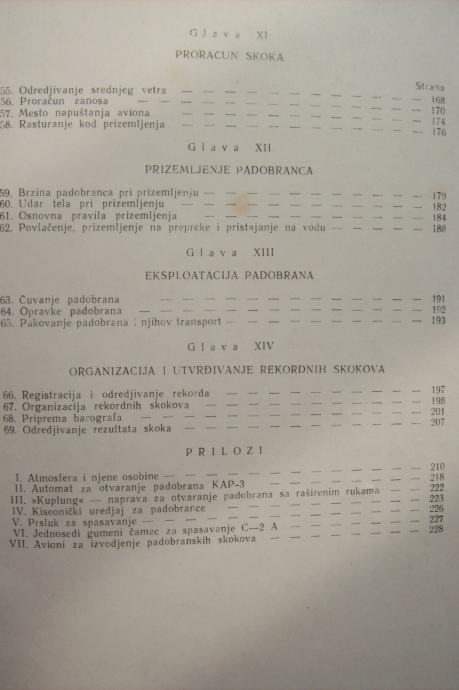 Glava XI
PRORAČUN SKOKA
Strana
55. Odredjivanje srednjeg vetra — — — — — — — — — 168
56. Proračun zanosa — — — — — — — — — — — 170
57. Mesto napuštanja aviona — — — — — — — — — — 174
58. Rasturanje kod prizemljenja — — — — — — — — — 176
Glava XII
PRIZEMLJENJE PADOBRANCA
59. Brzina padobranca pri prizemljenju — — — — — — — — 179
60. Udar tela pri prizemljenju — — — — — — — — — 182
61. Osnovna pravila prizemljenja — — — — — — — — — 184
62. Povlačenje, prizemljenje na prepreke i pristajanje na vodu — — — — 188
Glava XIII
EKSPLOATACIJA PADOBRANA
63. Čuvanje padobrana — — — — — — — — — — 191
64. Opravke padobrana — — — — — — — — — — 192
65. Pakovanje padobrana i njihov transport — — — — — — — 193
Glava XIV
ORGANIZACIJA I UTVRĐIVANJE REKORDNIH SKOKOVA
66. Registracija i odredjivanje rekorda — — — — — — — — 197
67. Organizacija rekordnih skokova — — — — — — — — 198
68. Priprema barografa — — — — — — — — — — 201
69. Odredjivanje rezultata skoka — — — — — — — — — 207
PRILOZI
I. Atmosfera i njene osobine — — — — — — — — — 210
II. Automat za otvaranje padobrana KAP-3 — — — — — — 218
III. »Kuplung« — naprava za otvaranje padobrana sa raširenim rukama — — 222
IV. Kiseonički uredjaj za padobrance — — — — — — — — 223
V. Prsluk za spasavanje — — — — — — — — — — 226
VI. Jednosedi gumeni čamac za spasavanje C—2 A — — — — — 227
VII. Avioni za izvodjenje padobranskih skokova — — — — — — 228